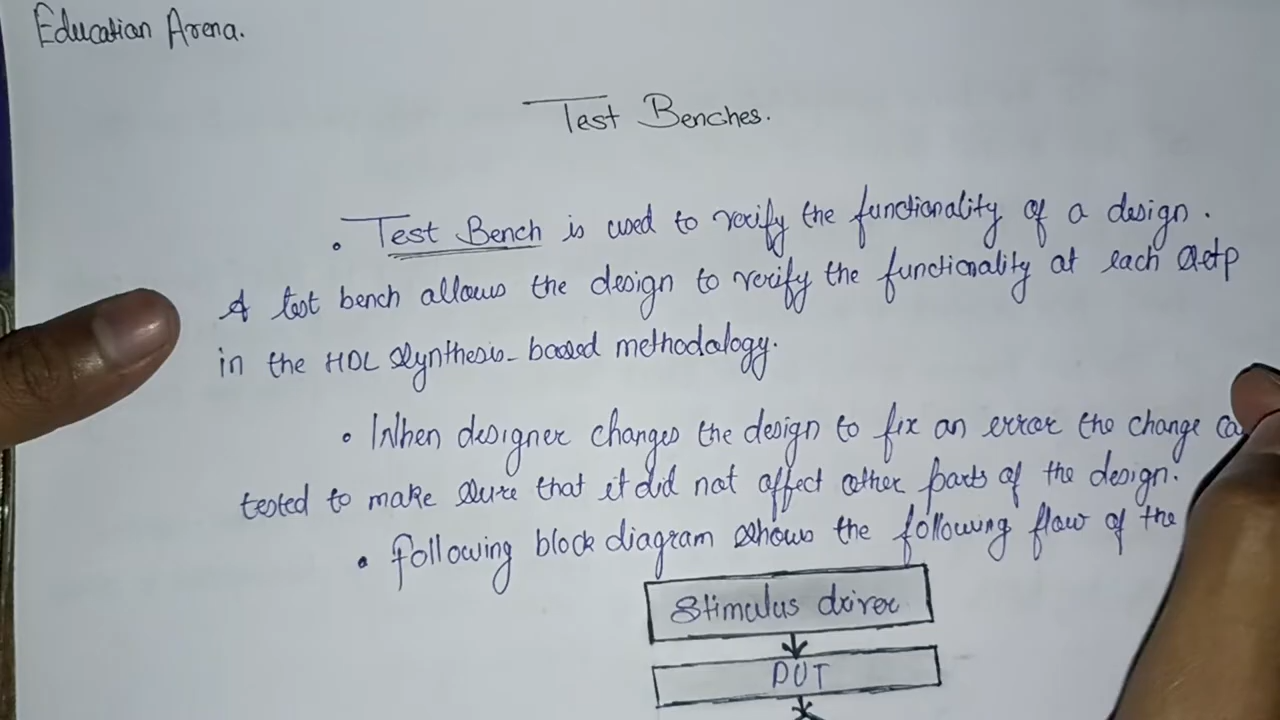 Education Arena.
Test Benches.
• Test Bench is used to verify the functionality of a design.
A test bench allows the design to verify the functionality at each setp
in the HDL synthesis-based methodology.
• When designer changes the design to fix an error the change ca
tested to make sure that it did not affect other parts of the design.
• following block diagram shows the following flow of the
Stimulus driver
DUT